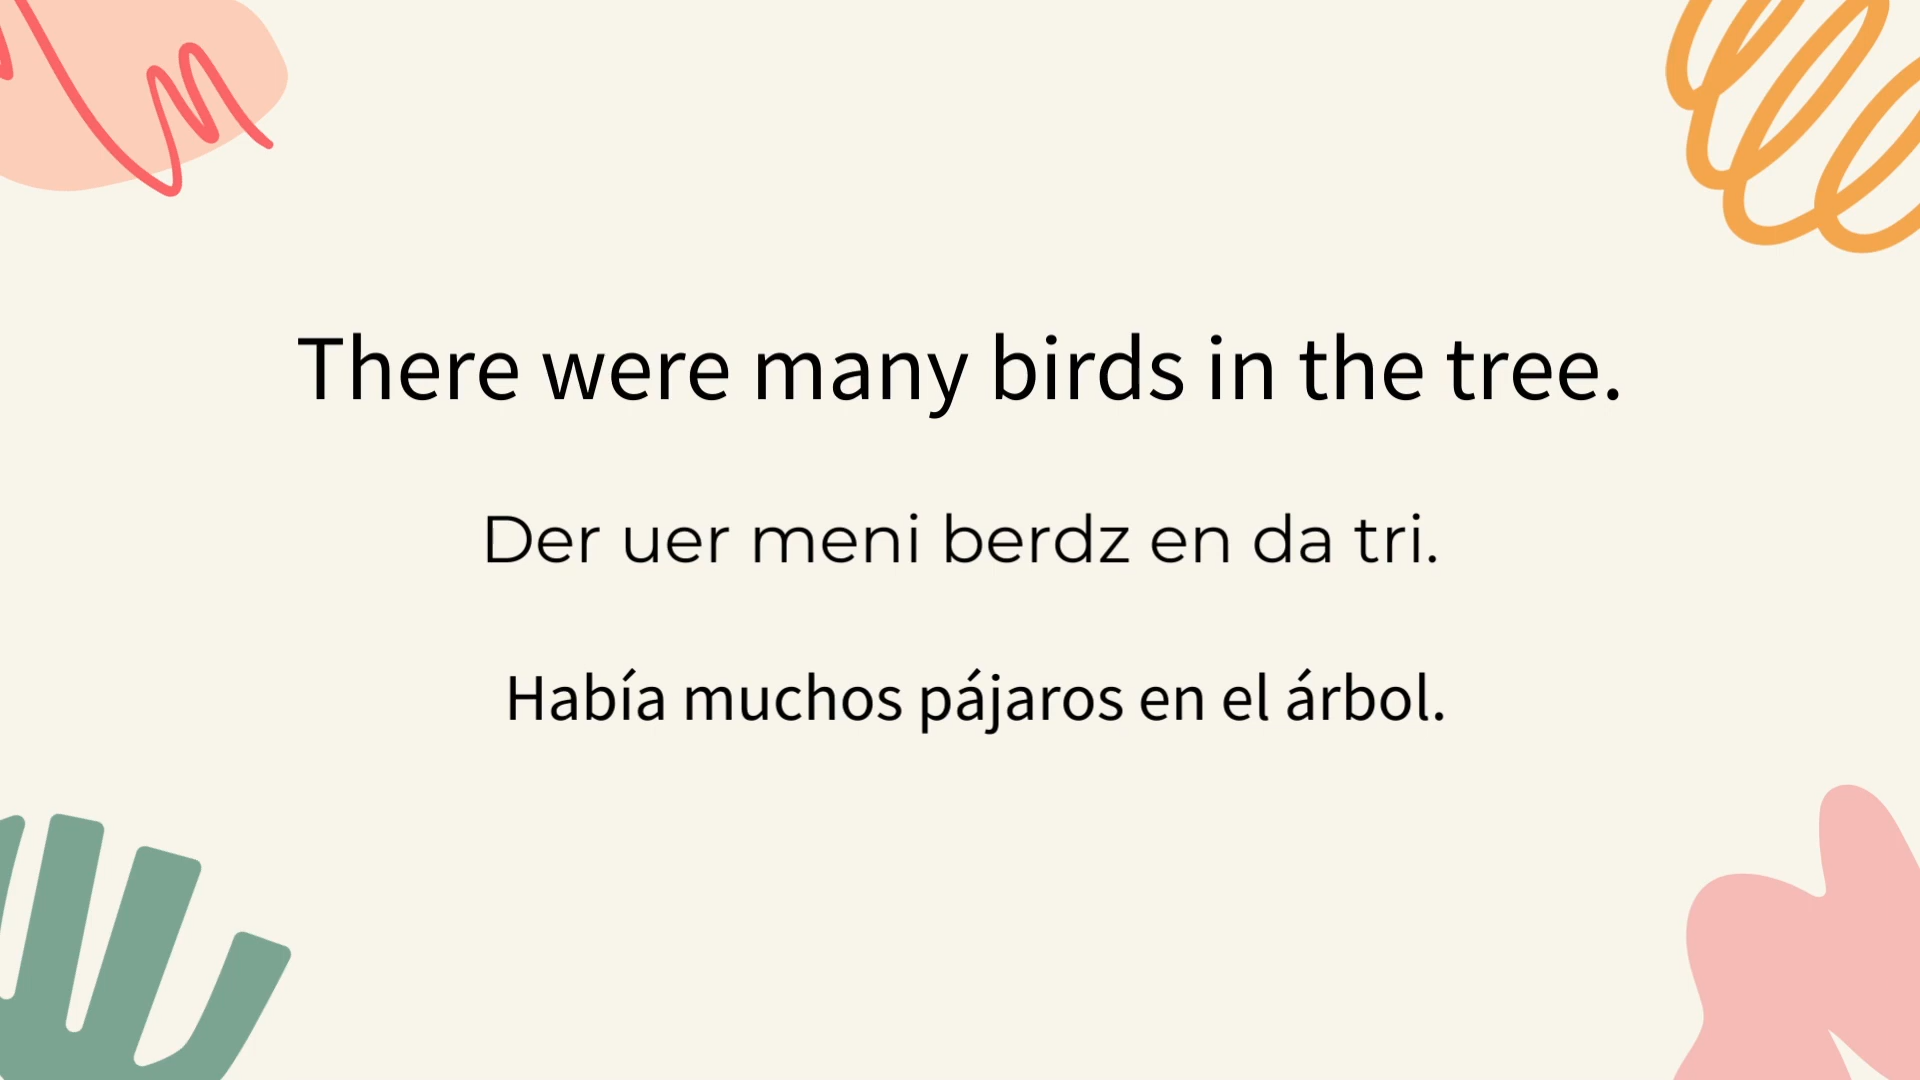 There were many birds in the tree.
Der uer meni berdz en da tri.
Había muchos pájaros en el árbol.